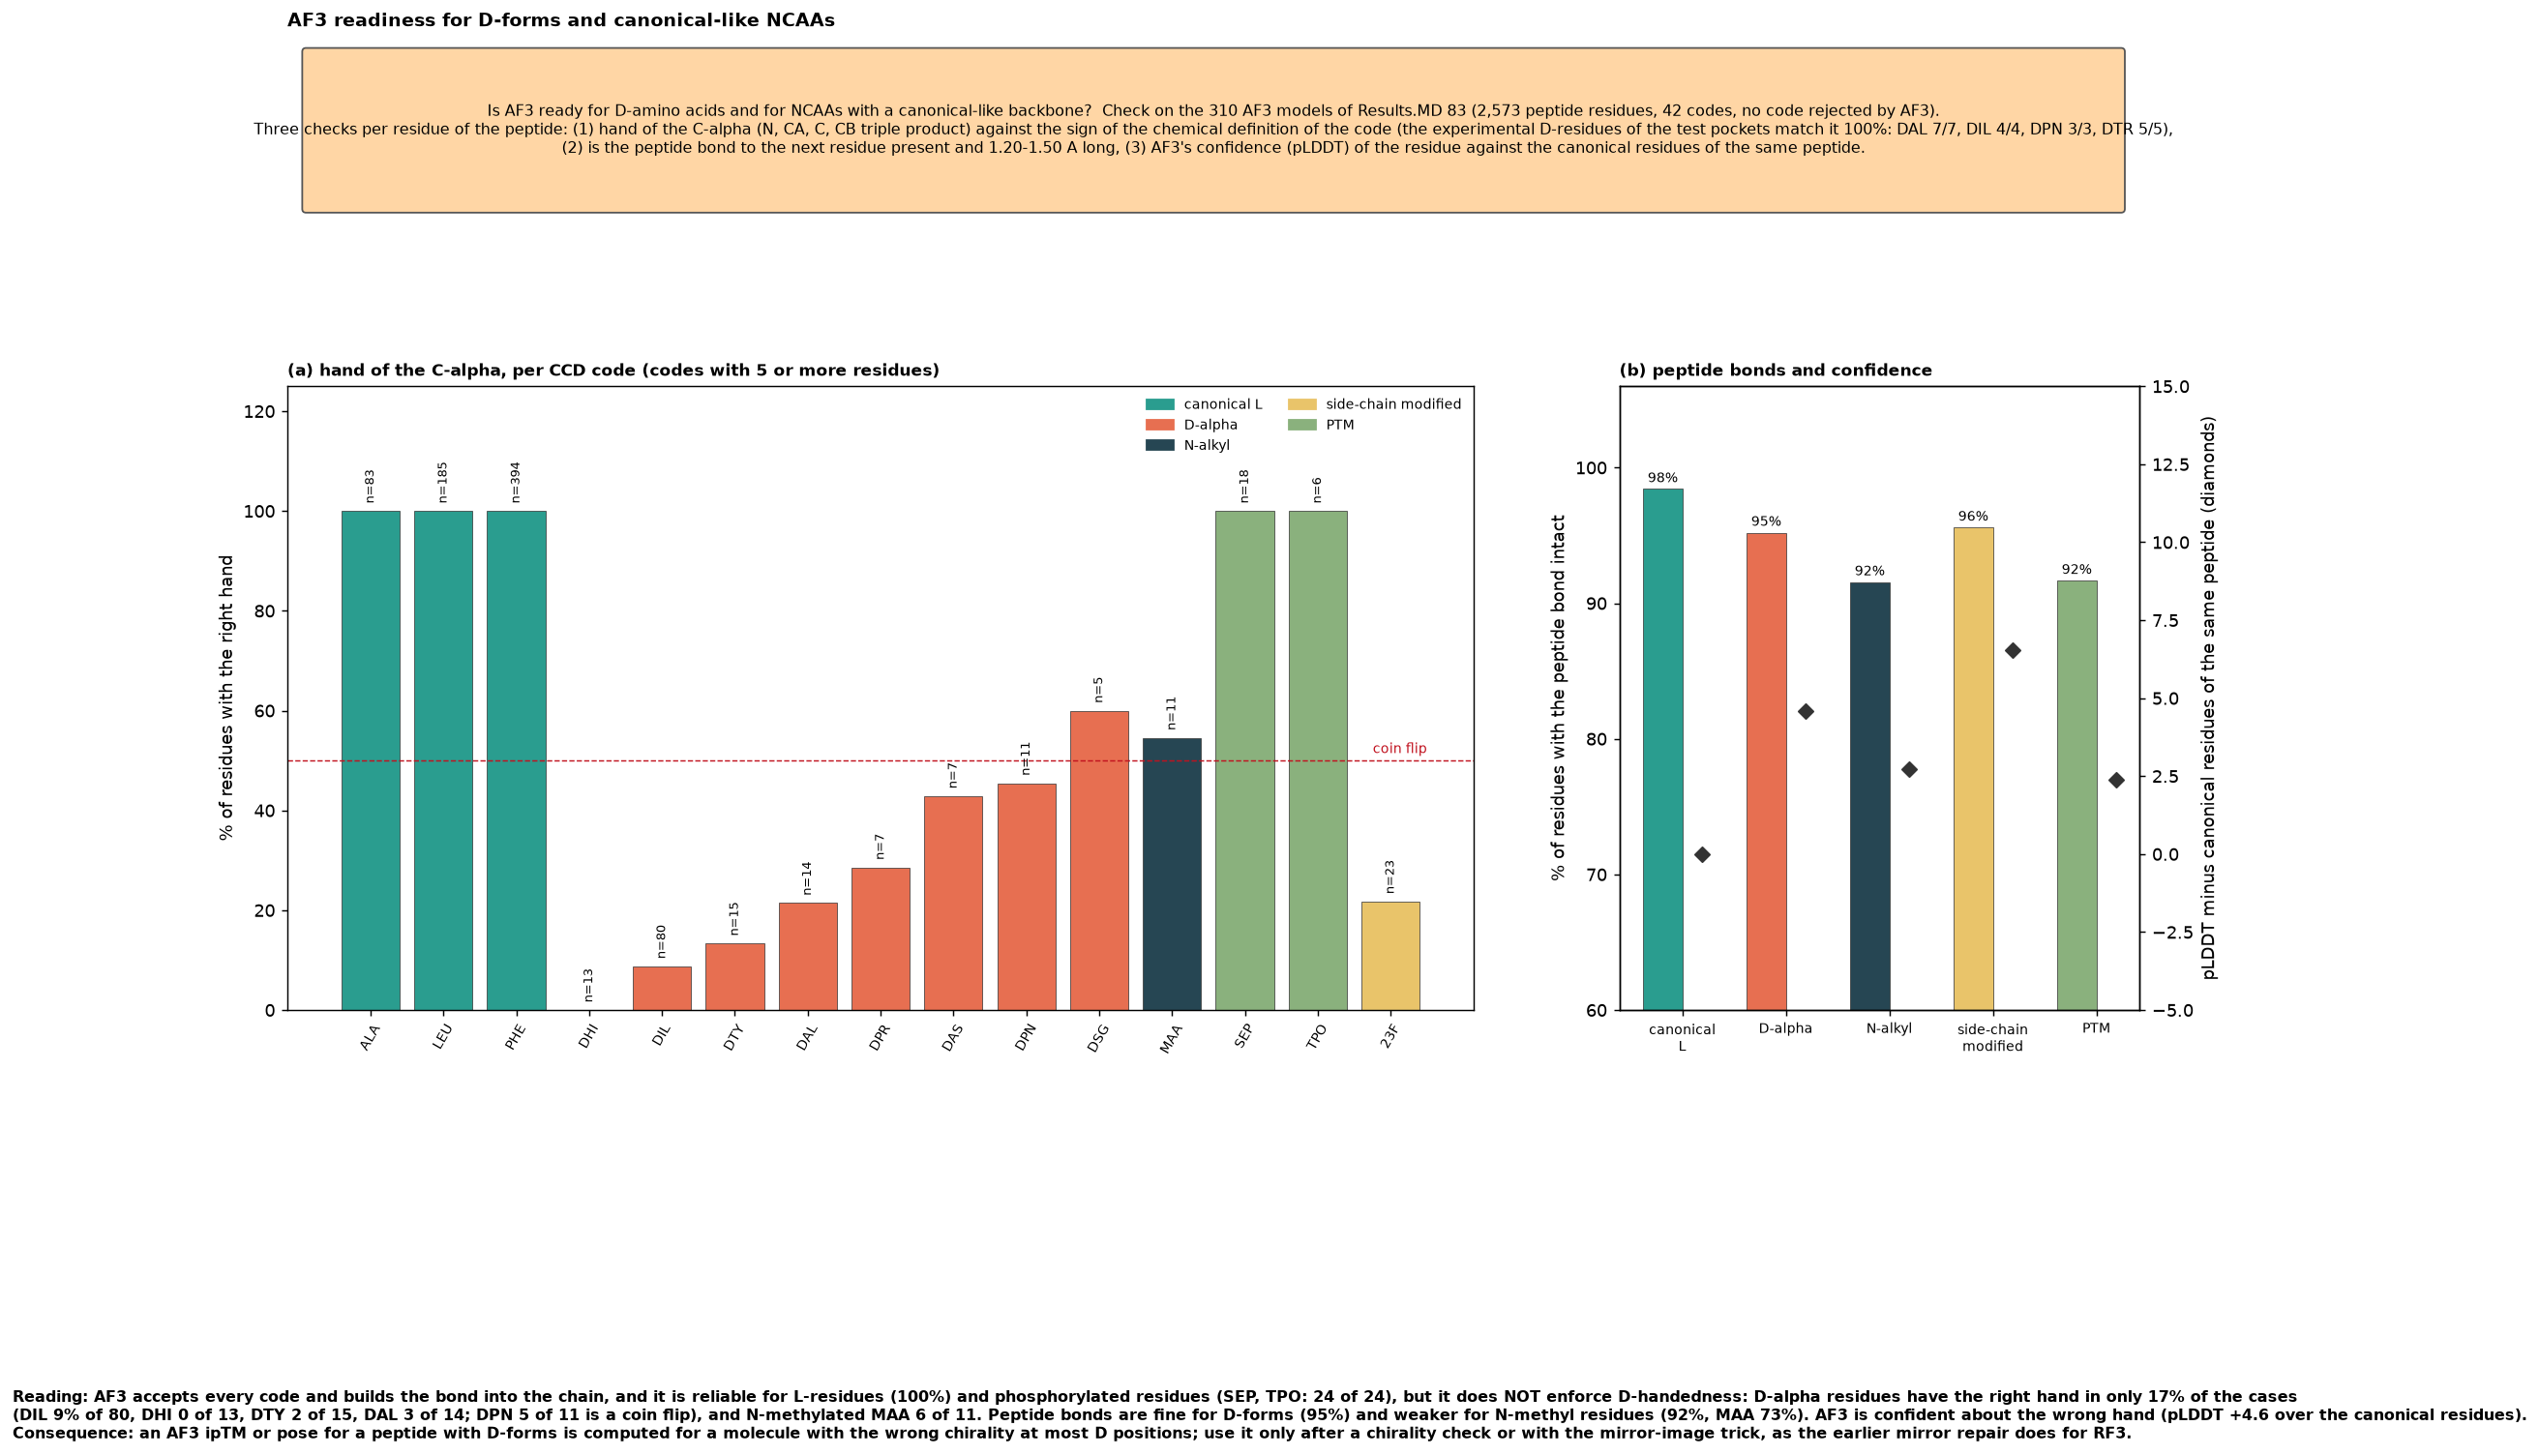 AF3 readiness for D-forms and canonical-like NCAAs
Is AF3 ready for D-amino acids and for NCAAs with a canonical-like backbone?  Check on the 310 AF3 models of Results.MD 83 (2,573 peptide residues, 42 codes, no code rejected by AF3).
Three checks per residue of the peptide: (1) hand of the C-alpha (N, CA, C, CB triple product) against the sign of the chemical definition of the code (the experimental D-residues of the test pockets match it 100%: DAL 7/7, DIL 4/4, DPN 3/3, DTR 5/5),
(2) is the peptide bond to the next residue present and 1.20-1.50 A long, (3) AF3's confidence (pLDDT) of the residue against the canonical residues of the same peptide.
(a) hand of the C-alpha, per CCD code (codes with 5 or more residues)
% of residues with the right hand
120
100
80
60
40
20
0
canonical L
D-alpha
N-alkyl
side-chain modified
PTM
n=83
n=185
n=394
n=13
n=80
n=15
n=14
n=7
n=7
n=11
n=5
n=11
n=18
n=6
n=23
coin flip
ALA
LEU
PHE
DHI
DIL
DTY
DAL
DPR
DAS
DPN
DSG
MAA
SEP
TPO
23F
(b) peptide bonds and confidence
% of residues with the peptide bond intact
100
90
80
70
60
98%
95%
92%
96%
92%
canonical
L
D-alpha
N-alkyl
side-chain
modified
PTM
15.0
12.5
10.0
7.5
5.0
2.5
0.0
−2.5
−5.0
pLDDT minus canonical residues of the same peptide (diamonds)
Reading: AF3 accepts every code and builds the bond into the chain, and it is reliable for L-residues (100%) and phosphorylated residues (SEP, TPO: 24 of 24), but it does NOT enforce D-handedness: D-alpha residues have the right hand in only 17% of the cases
(DIL 9% of 80, DHI 0 of 13, DTY 2 of 15, DAL 3 of 14; DPN 5 of 11 is a coin flip), and N-methylated MAA 6 of 11. Peptide bonds are fine for D-forms (95%) and weaker for N-methyl residues (92%, MAA 73%). AF3 is confident about the wrong hand (pLDDT +4.6 over the canonical residues).
Consequence: an AF3 ipTM or pose for a peptide with D-forms is computed for a molecule with the wrong chirality at most D positions; use it only after a chirality check or with the mirror-image trick, as the earlier mirror repair does for RF3.